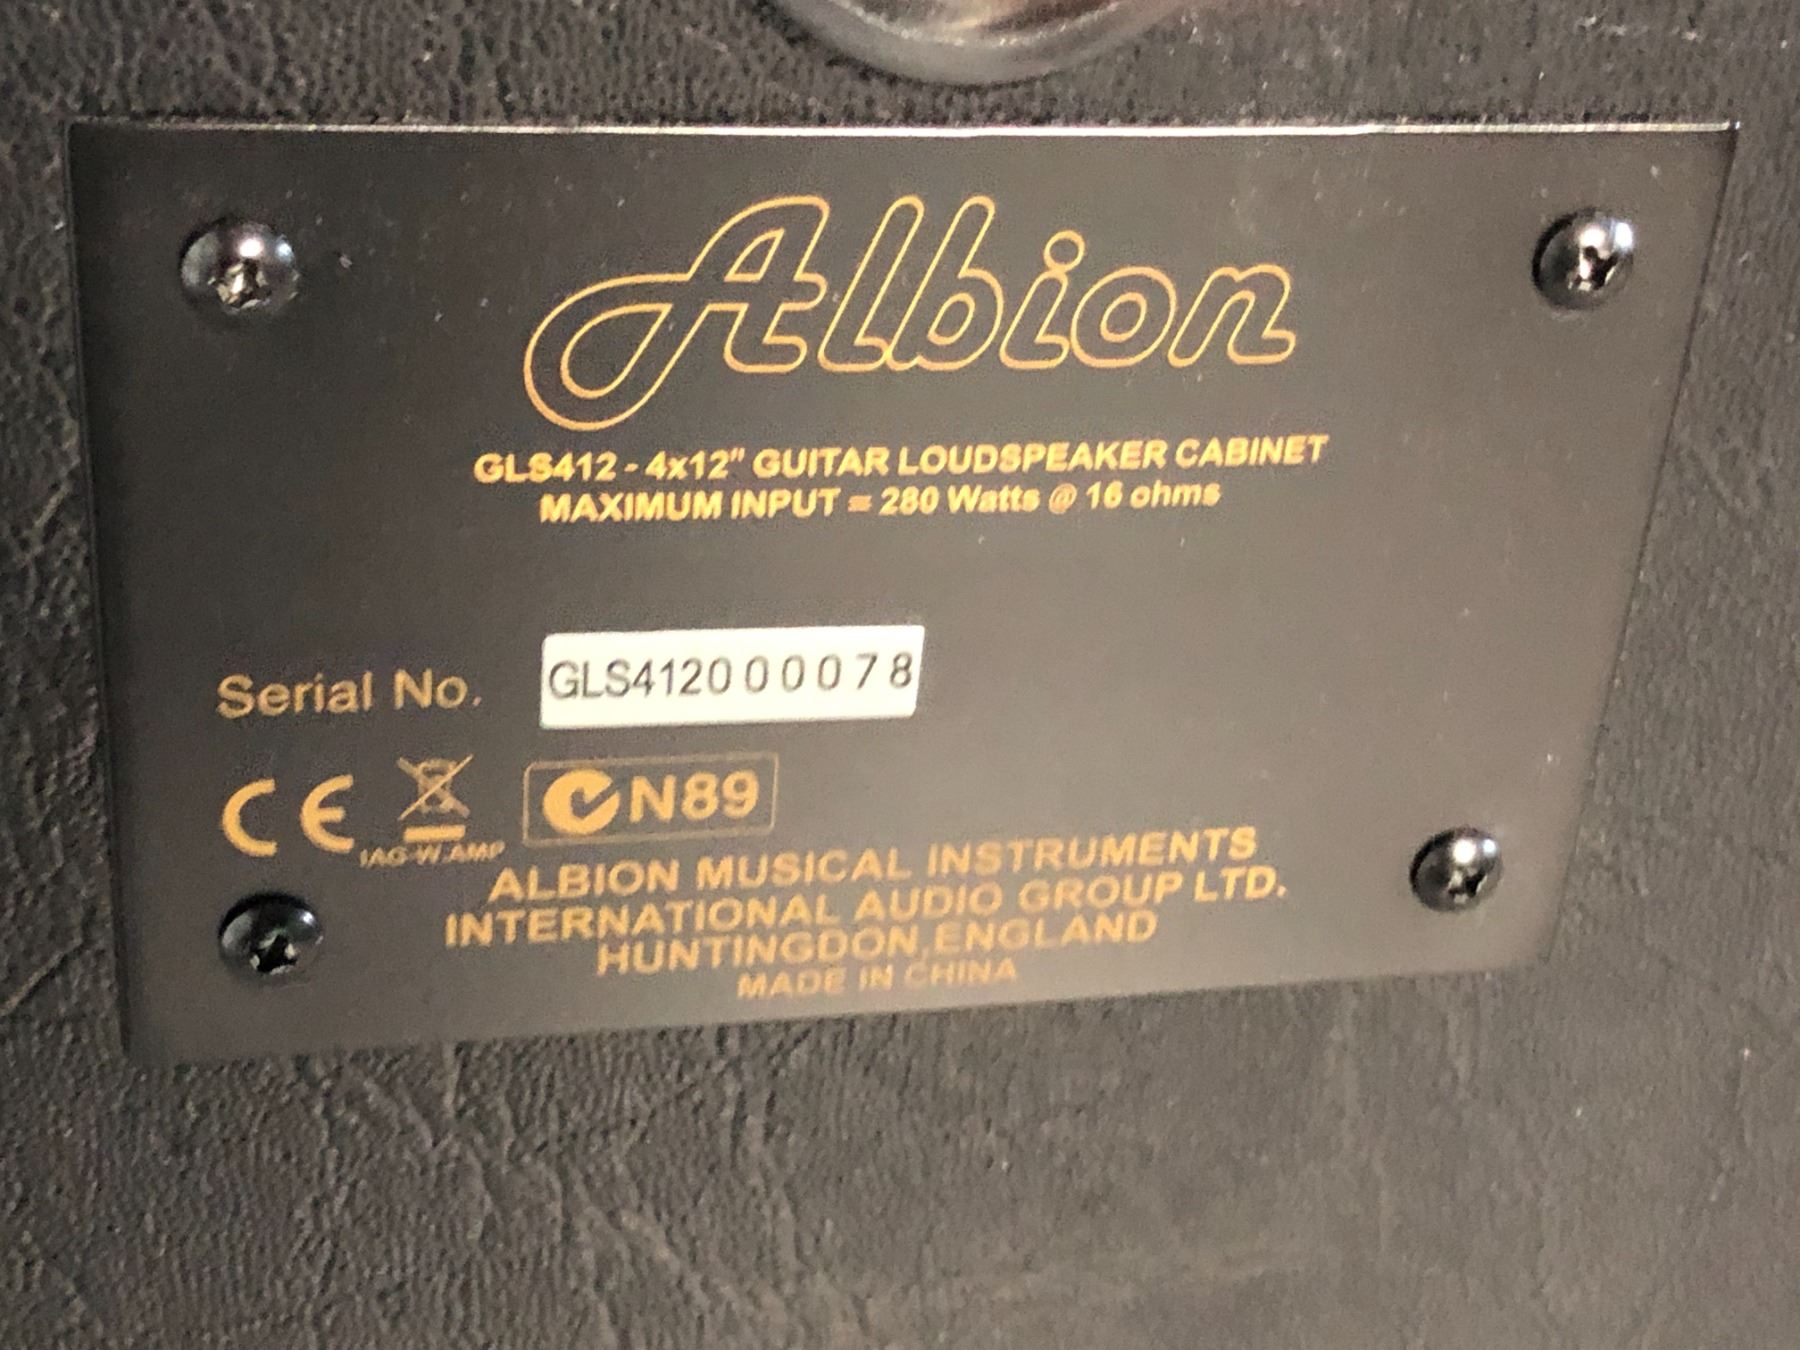 Albion
GLS412 - 4x12" GUITAR LOUDSPEAKER CABINET
MAXIMUM INPUT = 280 Watts @ 16 ohms
Serial No. GLS412000078
CE N89
IAG-W.AMP
ALBION MUSICAL INSTRUMENTS
INTERNATIONAL AUDIO GROUP LTD.
HUNTINGDON,ENGLAND
MADE IN CHINA